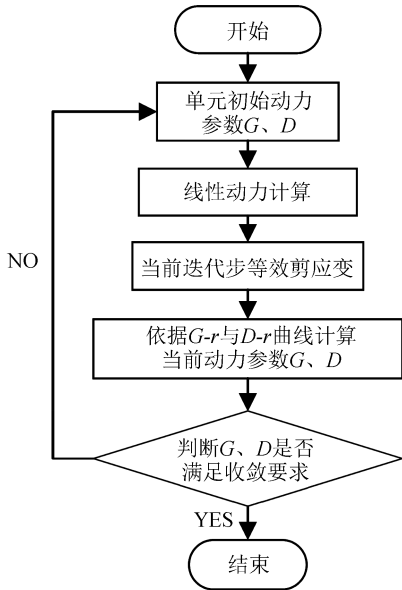 开始
单元初始动力
参数G、D
线性动力计算
NO
当前迭代步等效剪应变
依据G-r与D-r曲线计算
当前动力参数G、D
判断G、D是否
满足收敛要求
YES
结束